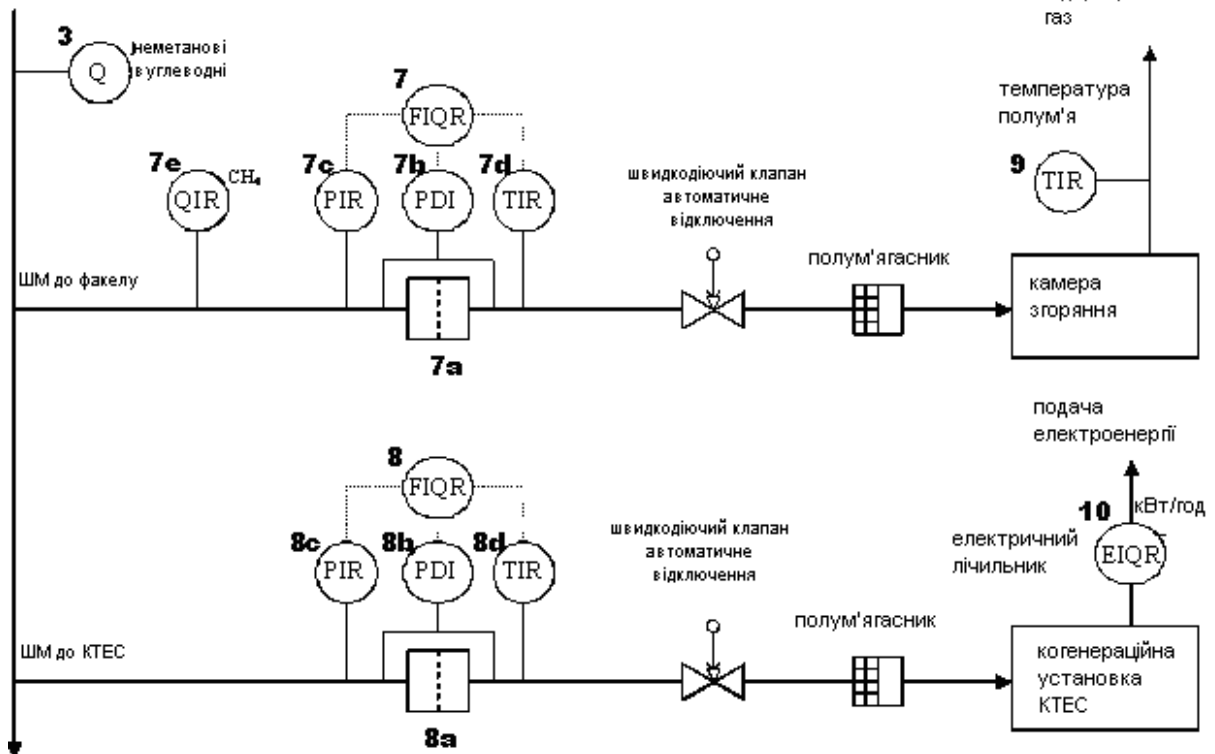 газ
3
неметанові
вуглеводні
Q
7
FIQR
температура
полум'я
7e
CH₄
7c
7b
7d
9
QIR
PIR
PDI
TIR
TIR
швидкодіючий клапан
автоматичне
відключення
полум'ягасник
ШМ до факелу
камера
згоряння
7a
подача
електроенергії
8
FIQR
10
кВт/год
8c
8b
8d
PIR
PDI
TIR
швидкодіючий клапан
автоматичне
відключення
електричний
лічильник
EIQR
полум'ягасник
ШМ до КТЕС
когенераційна
установка
КТЕС
8a